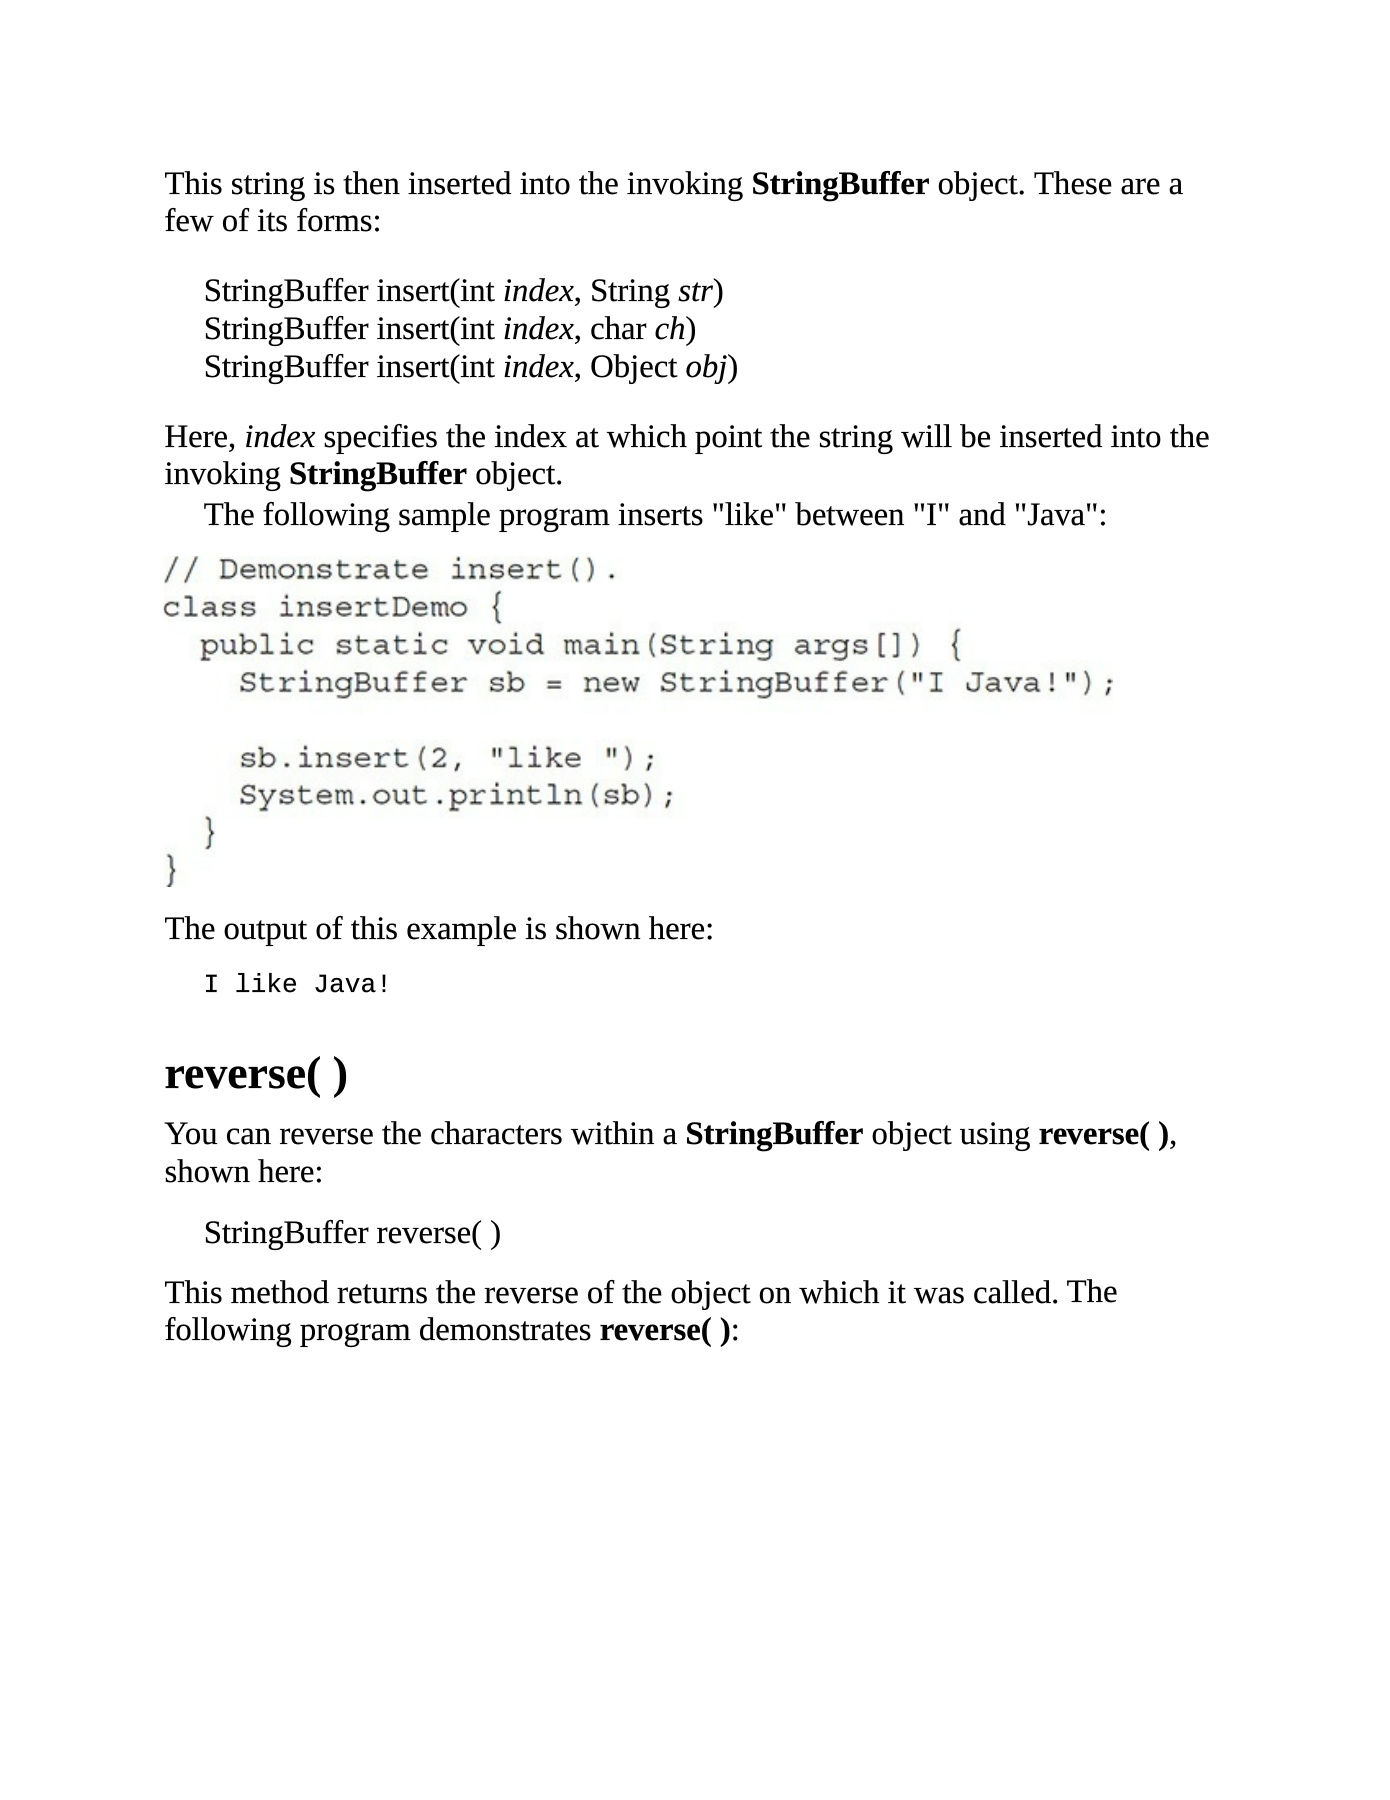 This string is then inserted into the invoking StringBuffer object. These are a
few of its forms:
StringBuffer insert(int index, String str)
StringBuffer insert(int index, char ch)
StringBuffer insert(int index, Object obj)
Here, index specifies the index at which point the string will be inserted into the
invoking StringBuffer object.
The following sample program inserts "like" between "I" and "Java":
// Demonstrate insert().
class insertDemo {
  public static void main(String args[]) {
    StringBuffer sb = new StringBuffer("I Java!");
    sb.insert(2, "like ");
    System.out.println(sb);
  }
}
The output of this example is shown here:
I like Java!
reverse( )
You can reverse the characters within a StringBuffer object using reverse( ),
shown here:
StringBuffer reverse( )
This method returns the reverse of the object on which it was called. The
following program demonstrates reverse( ):